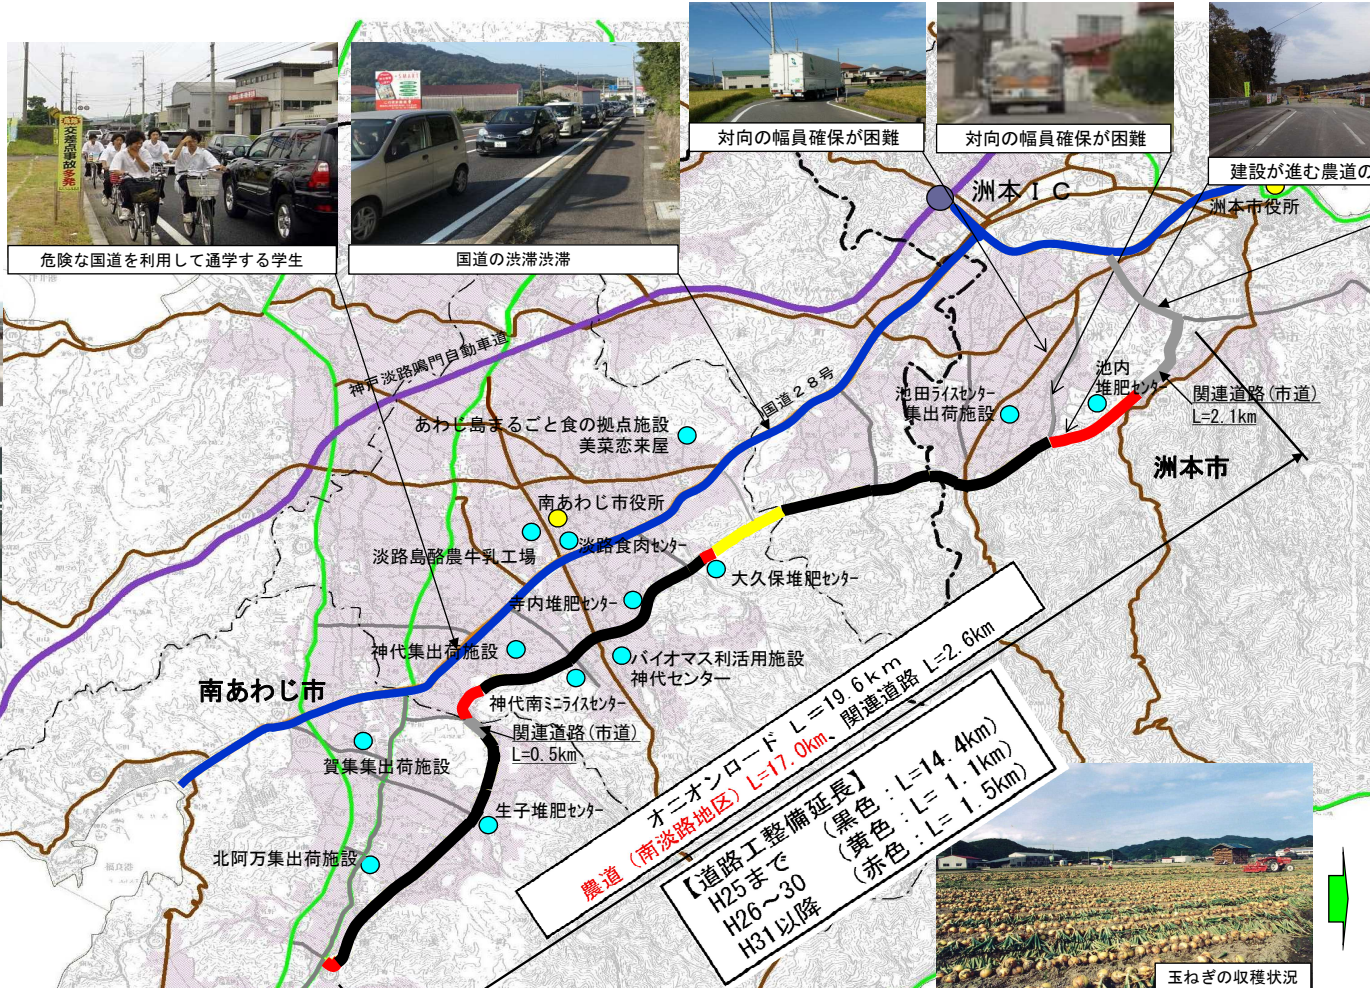 交差点事故多発
危険な国道を利用して通学する学生
国道の渋滞渋滞
対向の幅員確保が困難
対向の幅員確保が困難
建設が進む農道の
洲本ＩＣ
洲本市役所
神戸淡路鳴門自動車道
国道２８号
あわじ島まるごと食の拠点施設
美菜恋来屋
池田ライスセンター
集出荷施設
池内
堆肥センター
関連道路(市道)
L=2.1km
洲本市
南あわじ市役所
淡路島酪農牛乳工場
淡路食肉センター
大久保堆肥センター
寺内堆肥センター
神代集出荷施設
バイオマス利活用施設
神代センター
神代南ミニライスセンター
南あわじ市
関連道路(市道)
L=0.5km
賀集集出荷施設
生子堆肥センター
北阿万集出荷施設
オニオンロード L=19.6km
農道（南淡路地区）L=17.0km、関連道路 L=2.6km
【道路工整備延長】
H25まで （黒色：L=14.4km)
H26～30 （黄色：L= 1.1km)
H31以降 （赤色：L= 1.5km)
玉ねぎの収穫状況